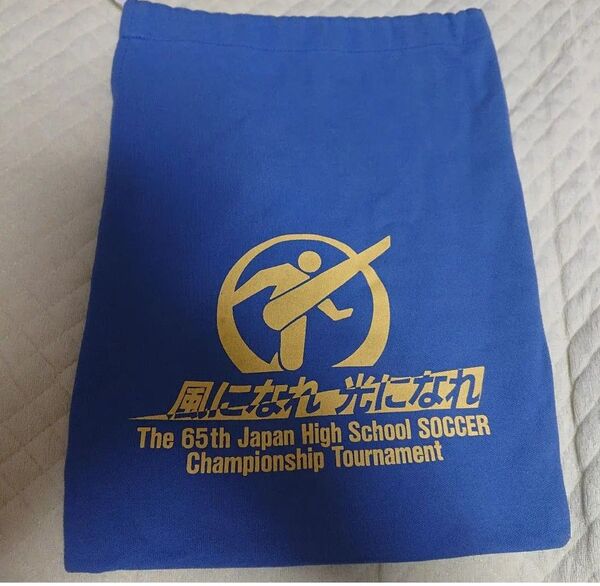 風になれ 光になれ
The 65th Japan High School SOCCER
Championship Tournament